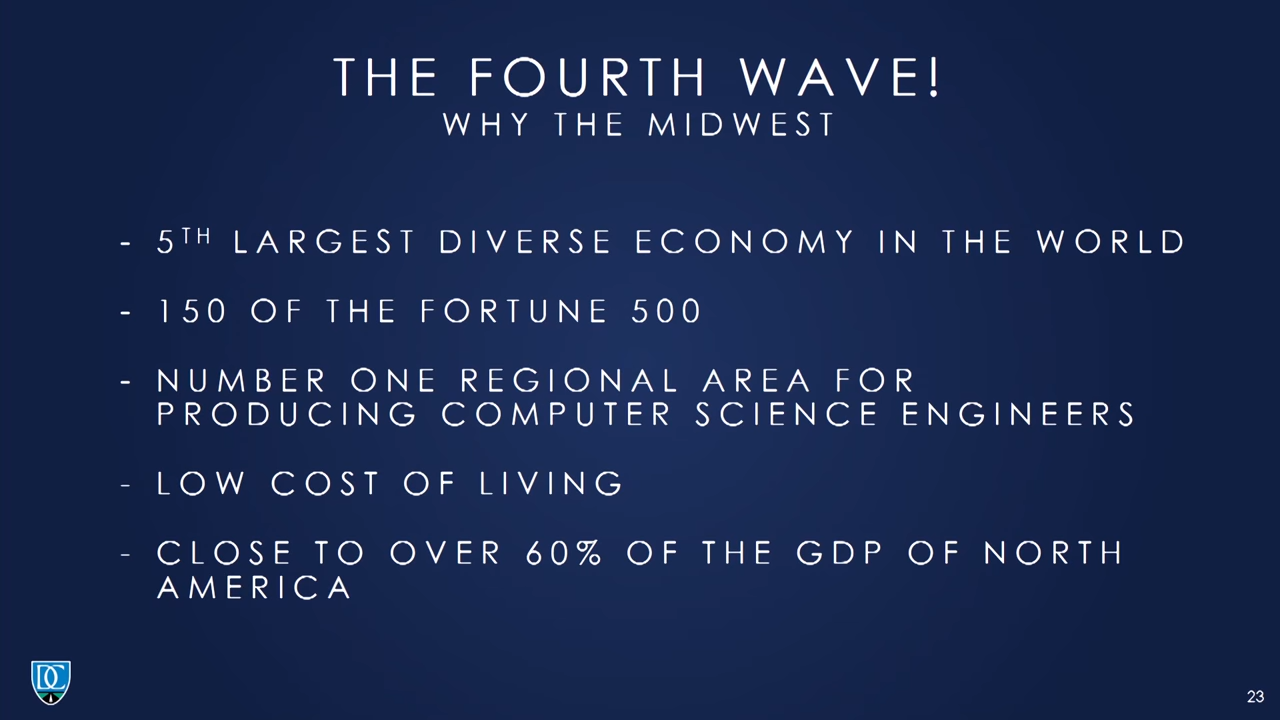 THE FOURTH WAVE!
WHY THE MIDWEST
- 5TH LARGEST DIVERSE ECONOMY IN THE WORLD
- 150 OF THE FORTUNE 500
- NUMBER ONE REGIONAL AREA FOR
PRODUCING COMPUTER SCIENCE ENGINEERS
- LOW COST OF LIVING
- CLOSE TO OVER 60% OF THE GDP OF NORTH
AMERICA
DC
23